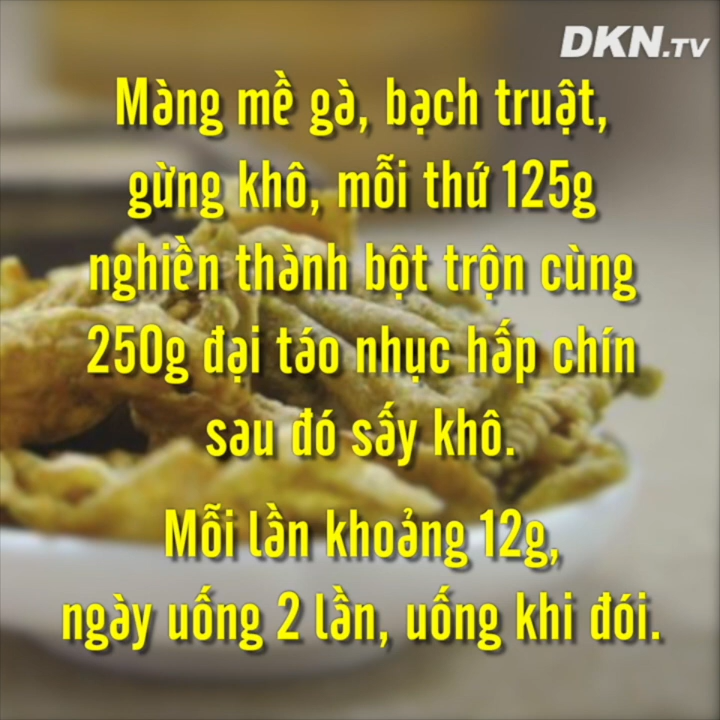 DKN.TV
Màng mề gà, bạch truật,
gừng khô, mỗi thứ 125g
nghiền thành bột trộn cùng
250g đại táo nhục hấp chín
sau đó sấy khô.
Mỗi lần khoảng 12g,
ngày uống 2 lần, uống khi đói.